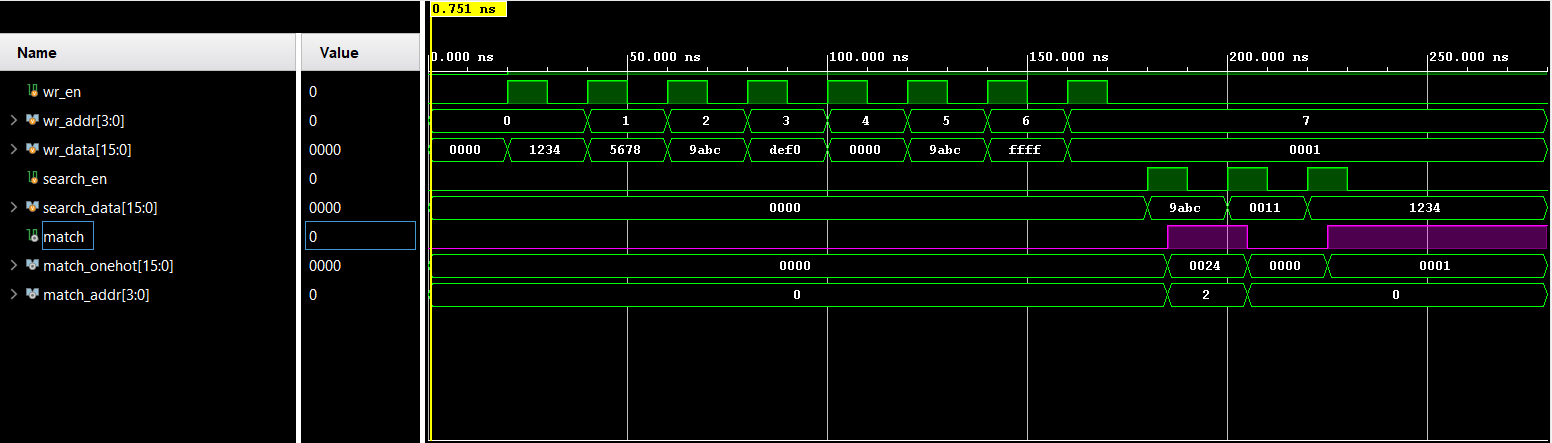 0.751 ns
Name Value 0.000 ns 50.000 ns 100.000 ns 150.000 ns 200.000 ns 250.000 ns
wr_en 0
wr_addr[3:0] 0 0 1 2 3 4 5 6 7
wr_data[15:0] 0000 0000 1234 5678 9abc def0 0000 9abc ffff 0001
search_en 0
search_data[15:0] 0000 0000 9abc 0011 1234
match 0
match_onehot[15:0] 0000 0000 0024 0000 0001
match_addr[3:0] 0 0 2 0